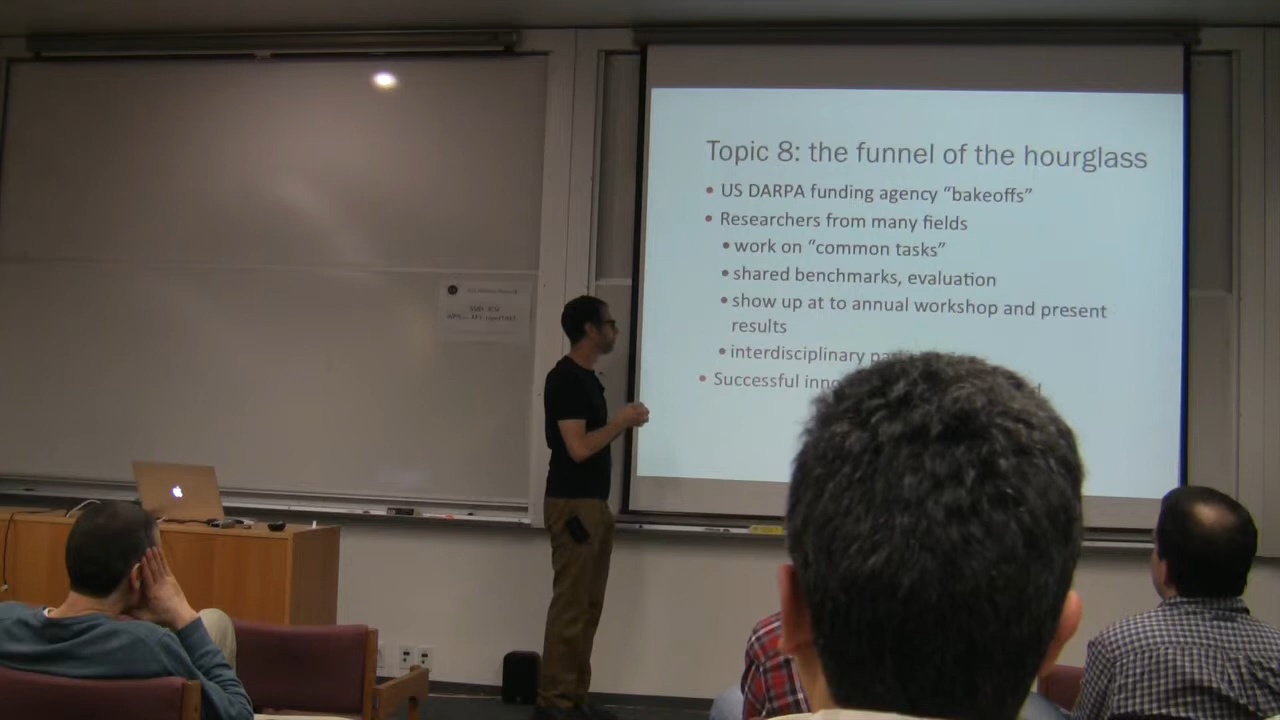 Topic 8: the funnel of the hourglass
• US DARPA funding agency “bakeoffs”
• Researchers from many fields
• work on “common tasks”
• shared benchmarks, evaluation
• show up at to annual workshop and present
results
• interdisciplinary
• Successful